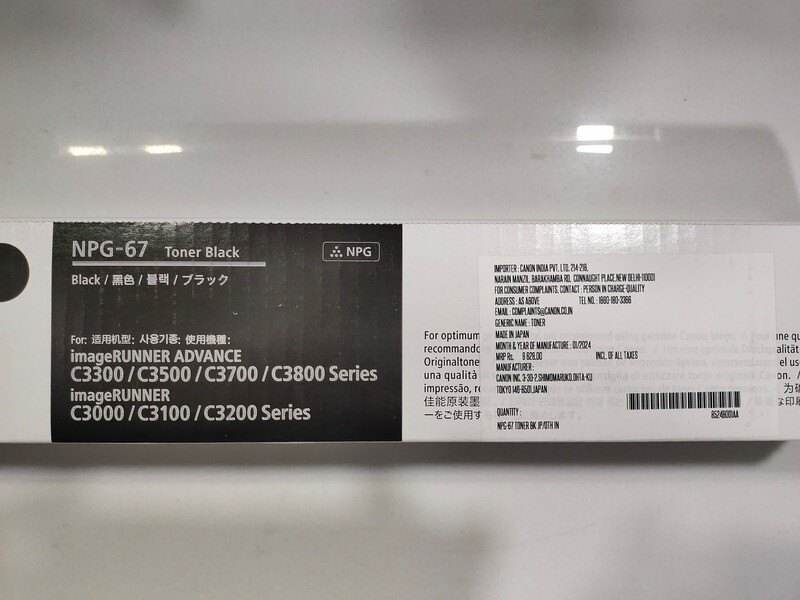 NPG-67 Toner Black
NPG
Black / 黑色 / 블랙 / ブラック
For: 适用机型: 사용기종: 使用機種:
imageRUNNER ADVANCE
C3300 / C3500 / C3700 / C3800 Series
imageRUNNER
C3000 / C3100 / C3200 Series
IMPORTER : CANON INDIA PVT. LTD. 214-218,
NARAIN MANZIL, BARAKHAMBA RD, CONNAUGHT PLACE, NEW DELHI-110001
FOR CONSUMER COMPLAINTS, CONTACT : PERSON IN CHARGE-QUALITY
ADDRESS : AS ABOVE TEL NO. : 1880-180-3366
EMAIL : COMPLAINTS@CANON.CO.IN
GENERIC NAME : TONER
MADE IN JAPAN
MONTH & YEAR OF MANUFACTURE : 01/2024
MRP Rs. 8 828.00 INCL OF ALL TAXES
MANUFACTURER :
CANON INC. 3-30-2, SHIMOMARUKO, OHTA-KU
TOKYO 146-8501 JAPAN
8524B001AA
QUANTITY :
NPG-67 TONER BK JP/OTH IN
For optimum
recommand
Originaltone
una qualità
impressão, re
佳能原装墨
ーをご使用す